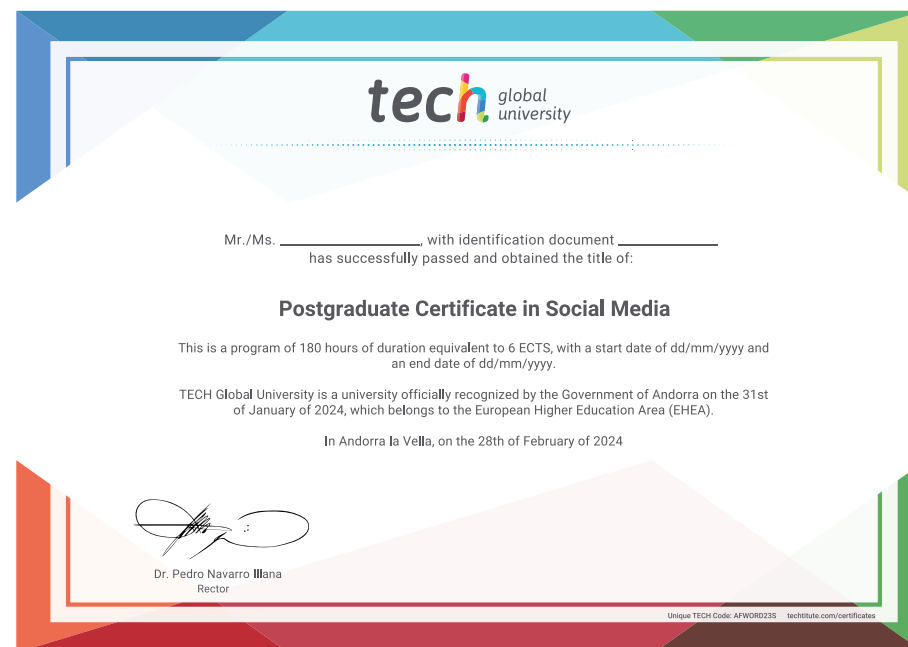 tech global university
Mr./Ms. ____________________, with identification document ______________
has successfully passed and obtained the title of:
Postgraduate Certificate in Social Media
This is a program of 180 hours of duration equivalent to 6 ECTS, with a start date of dd/mm/yyyy and
an end date of dd/mm/yyyy.
TECH Global University is a university officially recognized by the Government of Andorra on the 31st
of January of 2024, which belongs to the European Higher Education Area (EHEA).
In Andorra la Vella, on the 28th of February of 2024
Dr. Pedro Navarro Illana
Rector
Unique TECH Code: AFWORD23S techtitute.com/certificates